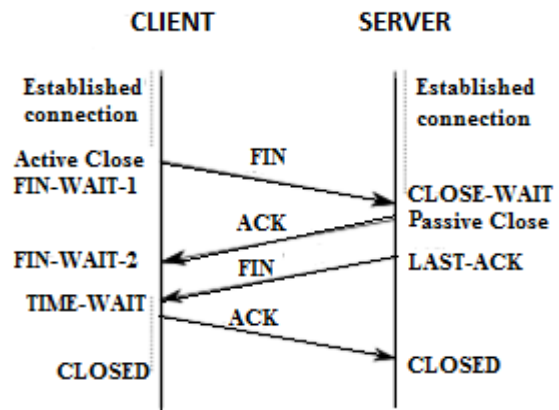 CLIENT
SERVER
Established
connection
Established
connection
Active Close
FIN-WAIT-1
FIN
CLOSE-WAIT
Passive Close
ACK
FIN-WAIT-2
FIN
LAST-ACK
TIME-WAIT
ACK
CLOSED
CLOSED